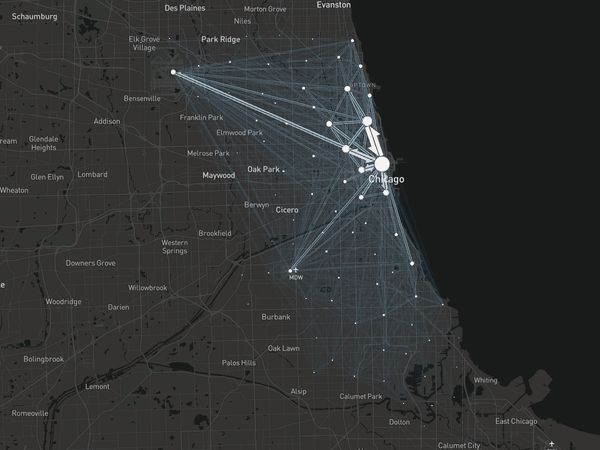 Evanston
Des Plaines
Morton Grove
Schaumburg
Niles
Elk Grove
Village
Park Ridge
UPTOWN
Bensenville
Franklin Park
Addison
Elmwood Park
Glendale
Heights
Melrose Park
Oak Park
Glen Ellyn
Lombard
Maywood
Chicago
Wheaton
Berwyn
Cicero
Brookfield
Western
Springs
Downers Grove
MDW
Willowbrook
Woodridge
Darien
Burbank
Oak Lawn
Bolingbrook
Palos Hills
Lemont
Whiting
Alsip
Calumet Park
Romeoville
Dolton
East Chicago
Calumet City